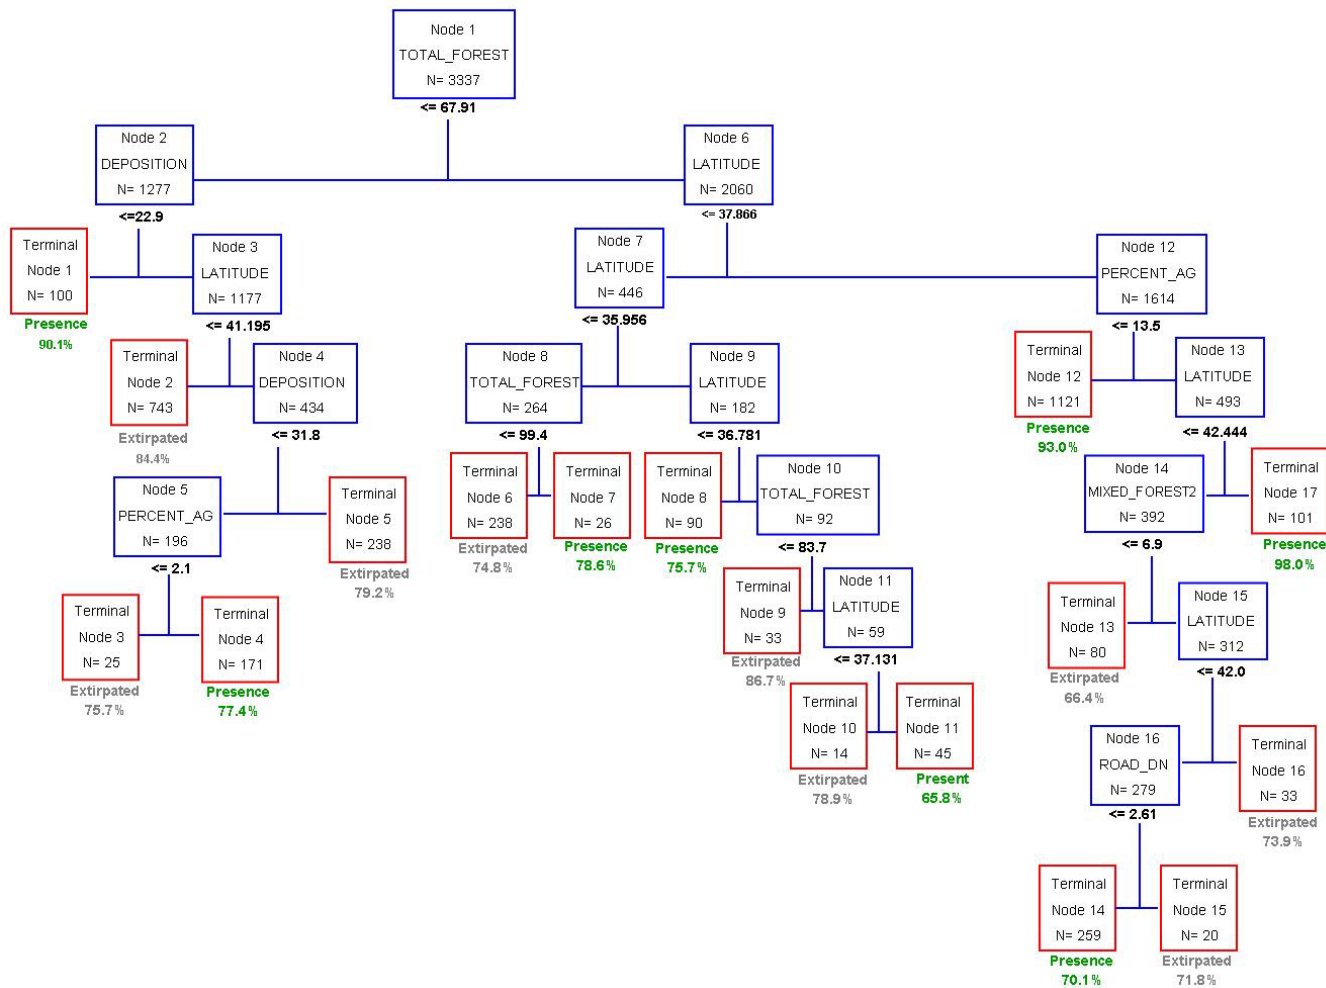 Node 1
TOTAL_FOREST
N= 3337
<= 67.91
Node 2
DEPOSITION
N= 1277
<=22.9
Node 6
LATITUDE
N= 2060
<= 37.866
Terminal
Node 1
N= 100
Presence
90.1%
Node 3
LATITUDE
N= 1177
<= 41.195
Node 7
LATITUDE
N= 446
<= 35.956
Node 12
PERCENT_AG
N= 1614
<= 13.5
Terminal
Node 2
N= 743
Extirpated
84.4%
Node 4
DEPOSITION
N= 434
<= 31.8
Node 8
TOTAL_FOREST
N= 264
<= 99.4
Node 9
LATITUDE
N= 182
<= 36.781
Terminal
Node 12
N= 1121
Presence
93.0%
Node 13
LATITUDE
N= 493
<= 42.444
Node 5
PERCENT_AG
N= 196
<= 2.1
Terminal
Node 5
N= 238
Extirpated
79.2%
Terminal
Node 6
N= 238
Extirpated
74.8%
Terminal
Node 7
N= 26
Presence
78.6%
Terminal
Node 8
N= 90
Presence
75.7%
Node 10
TOTAL_FOREST
N= 92
<= 83.7
Node 14
MIXED_FOREST2
N= 392
<= 6.9
Terminal
Node 17
N= 101
Presence
98.0%
Terminal
Node 3
N= 25
Extirpated
75.7%
Terminal
Node 4
N= 171
Presence
77.4%
Terminal
Node 9
N= 33
Extirpated
86.7%
Node 11
LATITUDE
N= 59
<= 37.131
Terminal
Node 13
N= 80
Extirpated
66.4%
Node 15
LATITUDE
N= 312
<= 42.0
Terminal
Node 10
N= 14
Extirpated
78.9%
Terminal
Node 11
N= 45
Present
65.8%
Node 16
ROAD_DN
N= 279
<= 2.61
Terminal
Node 16
N= 33
Extirpated
73.9%
Terminal
Node 14
N= 259
Presence
70.1%
Terminal
Node 15
N= 20
Extirpated
71.8%